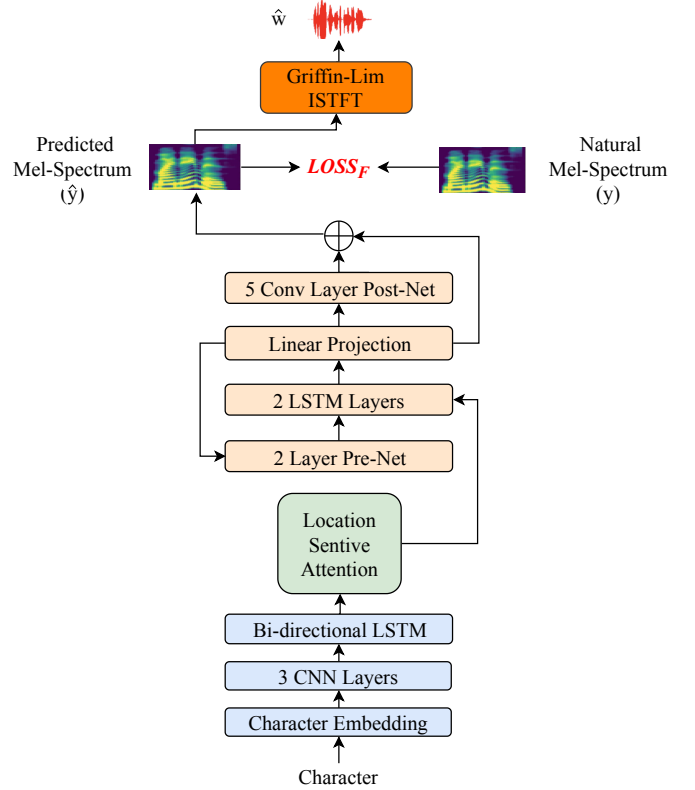 ŵ
Griffin-Lim
ISTFT
Predicted
Mel-Spectrum
(ŷ)
LOSS_F
Natural
Mel-Spectrum
(y)
5 Conv Layer Post-Net
Linear Projection
2 LSTM Layers
2 Layer Pre-Net
Location
Sentive
Attention
Bi-directional LSTM
3 CNN Layers
Character Embedding
Character